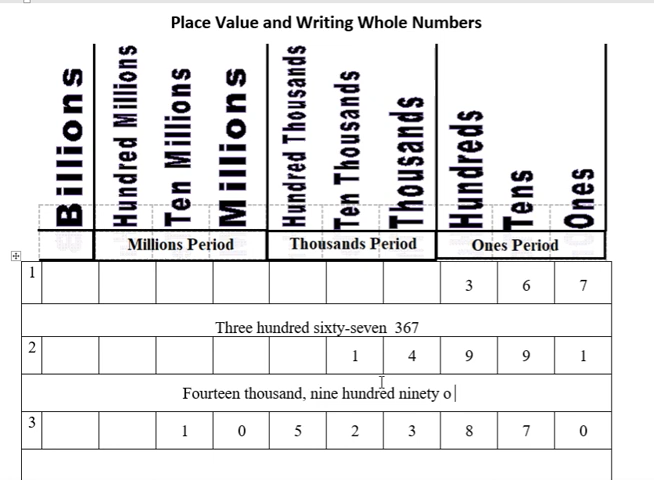 Place Value and Writing Whole Numbers
Billions Hundred Millions Ten Millions Millions Hundred Thousands Ten Thousands Thousands Hundreds Tens Ones
Millions Period Thousands Period Ones Period
1 3 6 7
Three hundred sixty-seven 367
2 1 4 9 9 1
Fourteen thousand, nine hundred ninety o
3 1 0 5 2 3 8 7 0